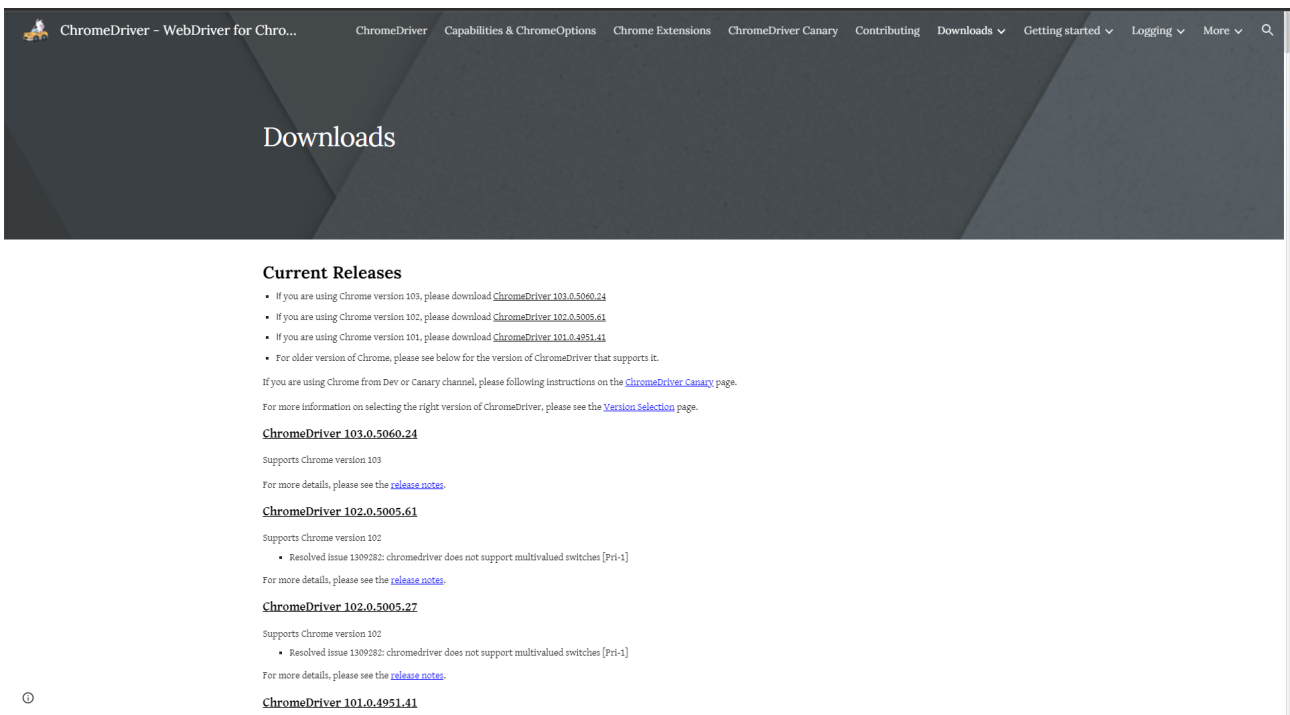 ChromeDriver - WebDriver for Chro...
ChromeDriver Capabilities & ChromeOptions Chrome Extensions ChromeDriver Canary Contributing Downloads Getting started Logging More
Downloads
Current Releases
If you are using Chrome version 103, please download ChromeDriver 103.0.5060.24
If you are using Chrome version 102, please download ChromeDriver 102.0.5005.61
If you are using Chrome version 101, please download ChromeDriver 101.0.4951.41
For older version of Chrome, please see below for the version of ChromeDriver that supports it.
If you are using Chrome from Dev or Canary channel, please following instructions on the ChromeDriver Canary page.
For more information on selecting the right version of ChromeDriver, please see the Version Selection page.
ChromeDriver 103.0.5060.24
Supports Chrome version 103
For more details, please see the release notes.
ChromeDriver 102.0.5005.61
Supports Chrome version 102
Resolved issue 1309282: chromedriver does not support multivalued switches [Pri-1]
For more details, please see the release notes.
ChromeDriver 102.0.5005.27
Supports Chrome version 102
Resolved issue 1309282: chromedriver does not support multivalued switches [Pri-1]
For more details, please see the release notes.
ChromeDriver 101.0.4951.41